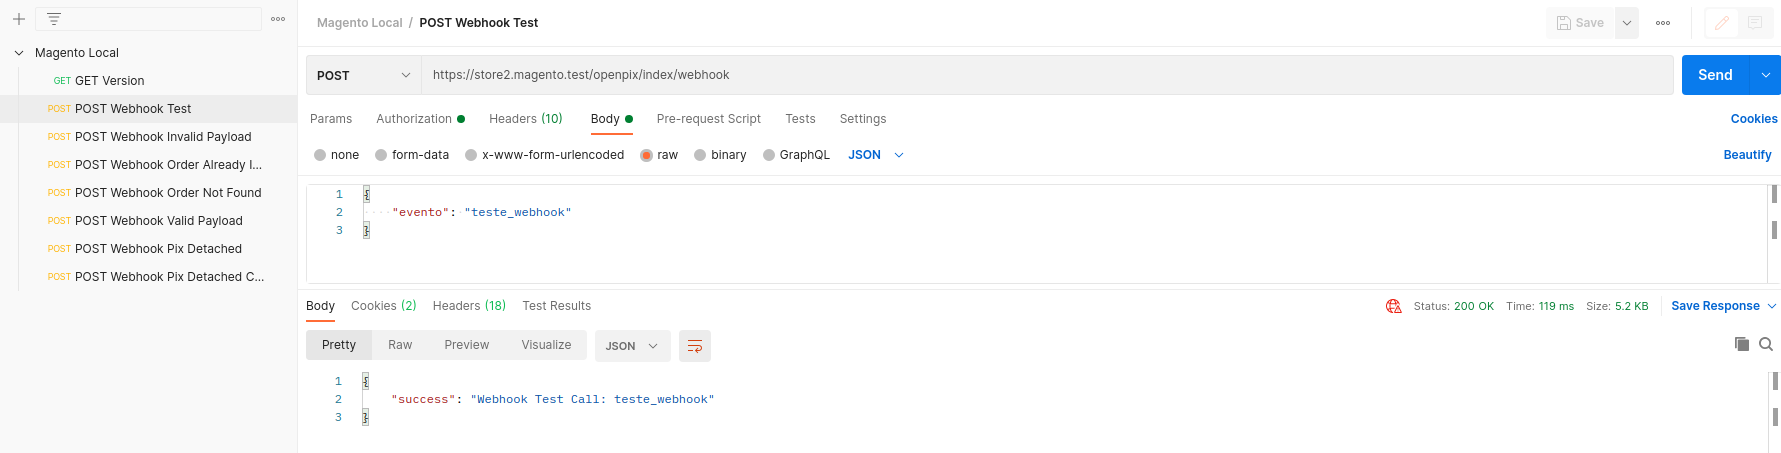 Magento Local
GET GET Version
POST POST Webhook Test
POST POST Webhook Invalid Payload
POST POST Webhook Order Already I...
POST POST Webhook Order Not Found
POST POST Webhook Valid Payload
POST POST Webhook Pix Detached
POST POST Webhook Pix Detached C...
Magento Local / POST Webhook Test
Save
POST https://store2.magento.test/openpix/index/webhook Send
Params Authorization Headers (10) Body Pre-request Script Tests Settings Cookies
none form-data x-www-form-urlencoded raw binary GraphQL JSON Beautify
1 {
2 "evento": "teste_webhook"
3 }
Body Cookies (2) Headers (18) Test Results Status: 200 OK Time: 119 ms Size: 5.2 KB Save Response
Pretty Raw Preview Visualize JSON
1 {
2 "success": "Webhook Test Call: teste_webhook"
3 }